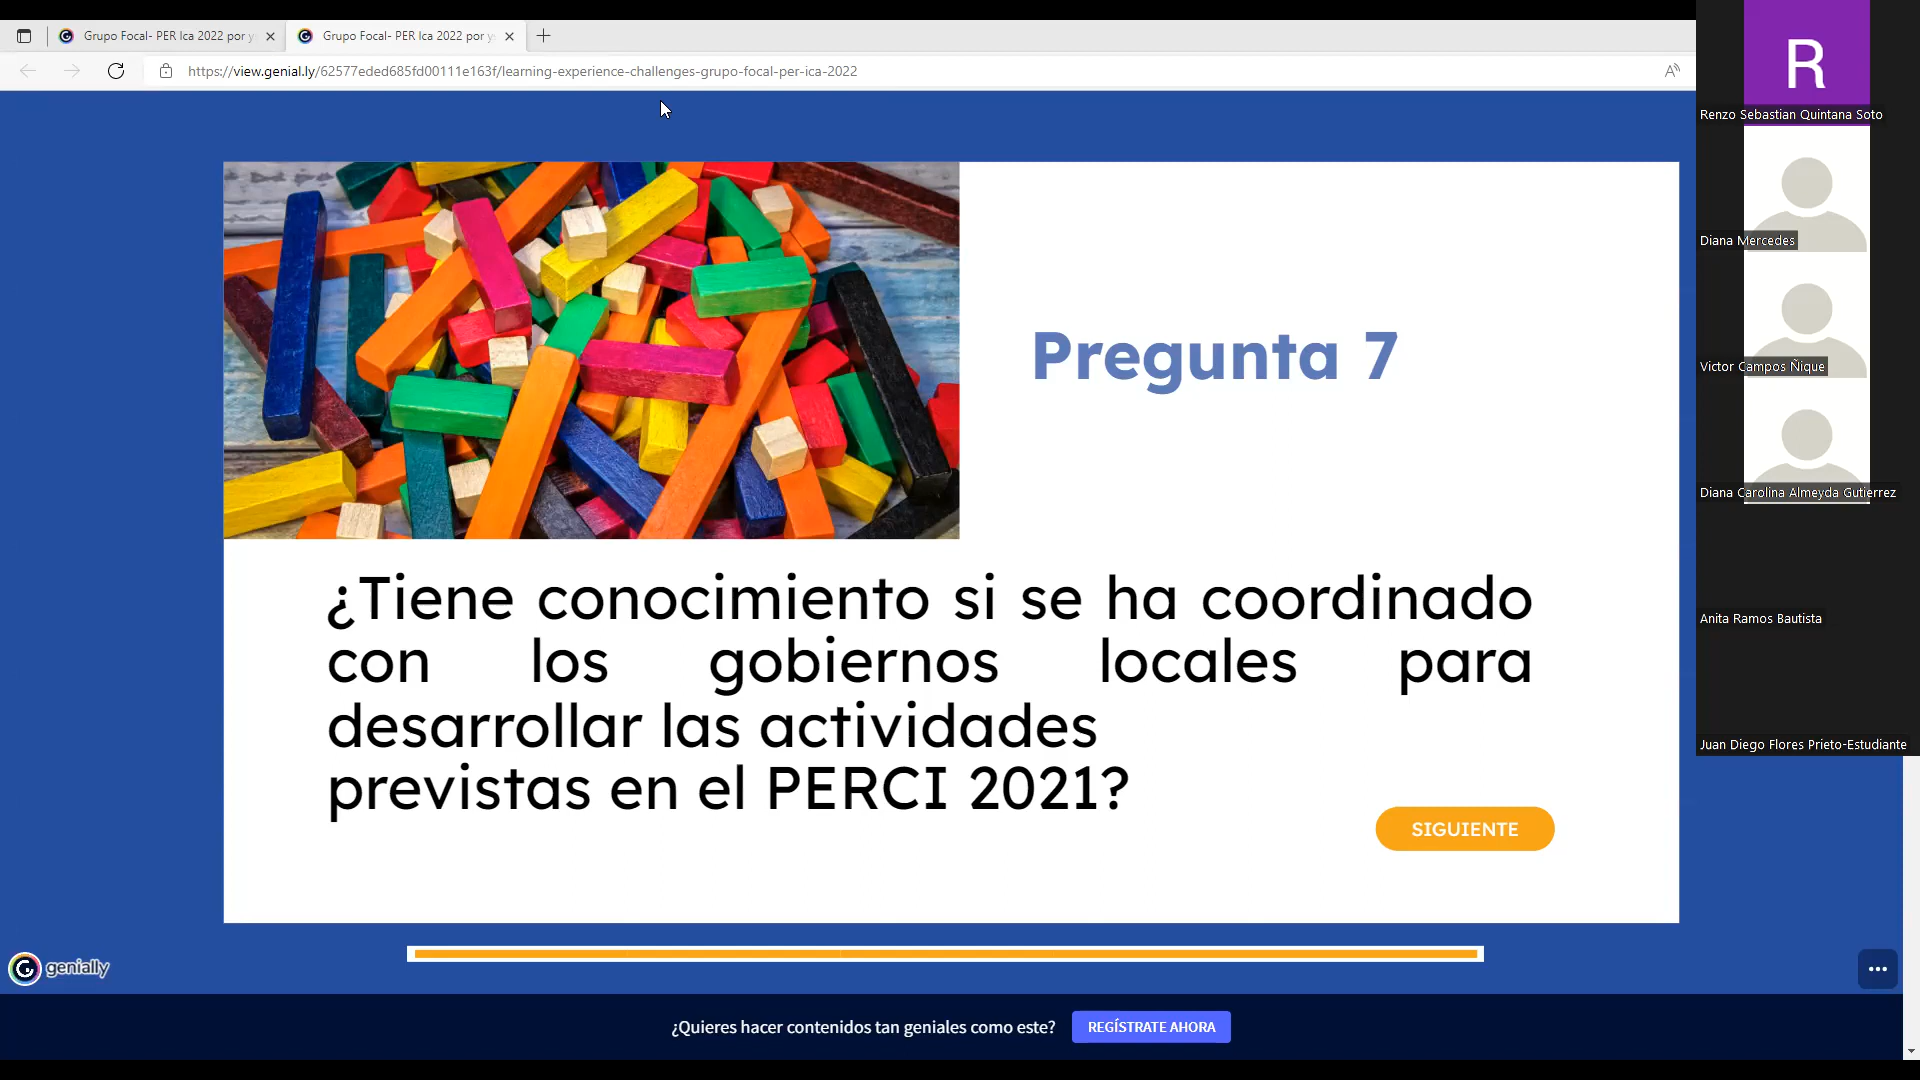 Grupo Focal- PER Ica 2022 por y
Grupo Focal- PER Ica 2022 por y
https://view.genial.ly/62577eded685fd00111e163f/learning-experience-challenges-grupo-focal-per-ica-2022
R
Renzo Sebastian Quintana Soto
Diana Mercedes
Victor Campos Ñique
Diana Carolina Almeyda Gutierrez
Anita Ramos Bautista
Juan Diego Flores Prieto-Estudiante
Pregunta 7
¿Tiene conocimiento si se ha coordinado
con los gobiernos locales para
desarrollar las actividades
previstas en el PERCI 2021?
SIGUIENTE
genially
¿Quieres hacer contenidos tan geniales como este?
REGÍSTRATE AHORA